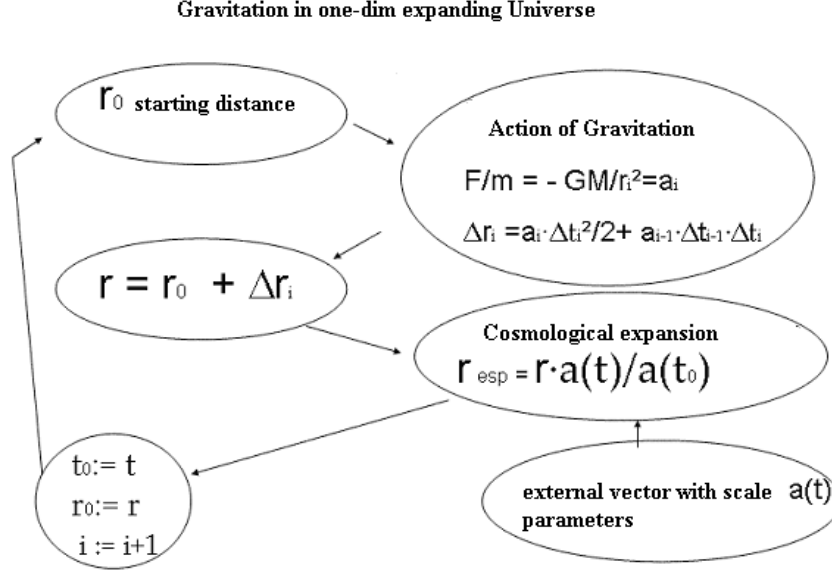 Gravitation in one-dim expanding Universe
r₀ starting distance
Action of Gravitation
F/m = - GM/rᵢ²=aᵢ
Δrᵢ =aᵢ·Δtᵢ²/2+ aᵢ₋₁·Δtᵢ₋₁·Δtᵢ
r = r₀ + Δrᵢ
Cosmological expansion
r esp = r·a(t)/a(t₀)
t₀:= t
r₀:= r
i := i+1
external vector with scale a(t)
parameters